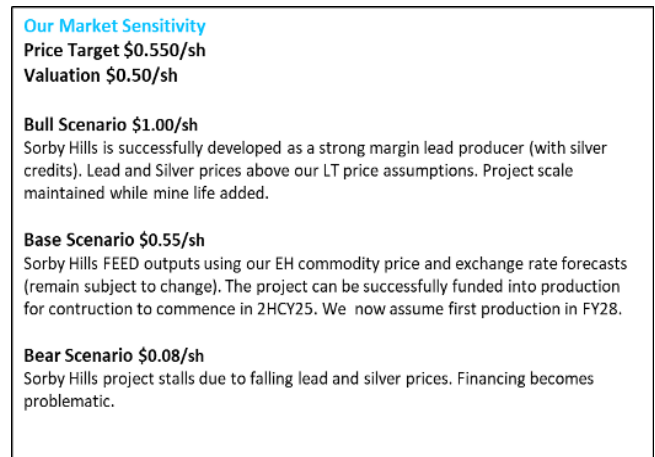 Our Market Sensitivity
Price Target $0.550/sh
Valuation $0.50/sh
Bull Scenario $1.00/sh
Sorby Hills is successfully developed as a strong margin lead producer (with silver
credits). Lead and Silver prices above our LT price assumptions. Project scale
maintained while mine life added.
Base Scenario $0.55/sh
Sorby Hills FEED outputs using our EH commodity price and exchange rate forecasts
(remain subject to change). The project can be successfully funded into production
for contruction to commence in 2HCY25. We  now assume first production in FY28.
Bear Scenario $0.08/sh
Sorby Hills project stalls due to falling lead and silver prices. Financing becomes
problematic.